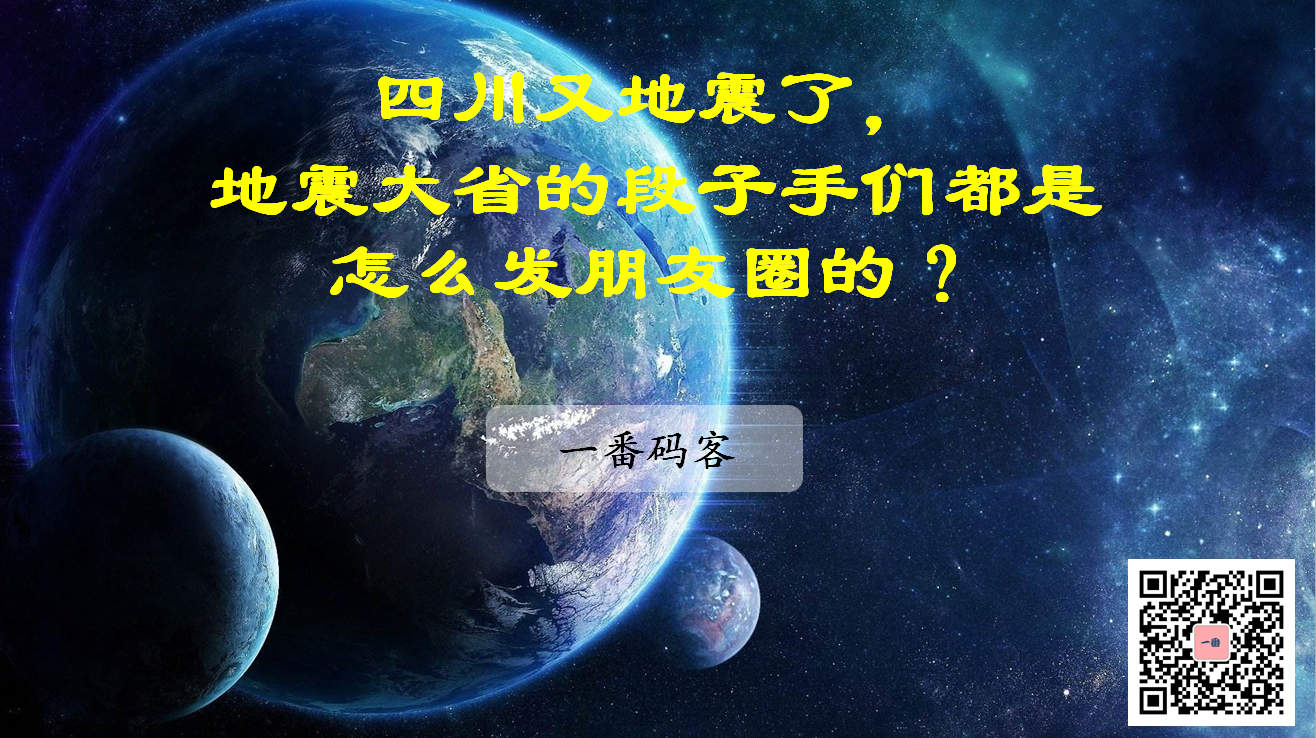 四川又地震了，
地震大省的段子手们都是
怎么发朋友圈的？
一番码客
一番